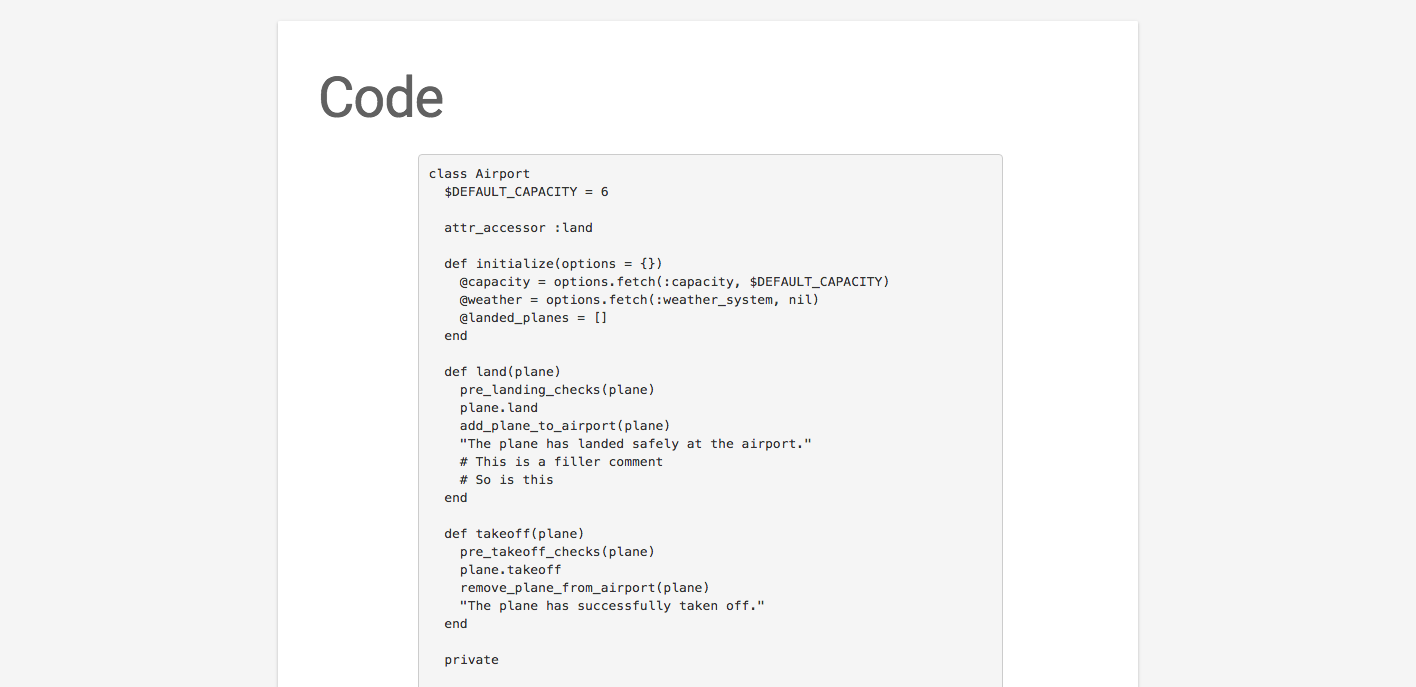 Code
class Airport
  $DEFAULT_CAPACITY = 6
  attr_accessor :land
  def initialize(options = {})
    @capacity = options.fetch(:capacity, $DEFAULT_CAPACITY)
    @weather = options.fetch(:weather_system, nil)
    @landed_planes = []
  end
  def land(plane)
    pre_landing_checks(plane)
    plane.land
    add_plane_to_airport(plane)
    "The plane has landed safely at the airport."
    # This is a filler comment
    # So is this
  end
  def takeoff(plane)
    pre_takeoff_checks(plane)
    plane.takeoff
    remove_plane_from_airport(plane)
    "The plane has successfully taken off."
  end
  private